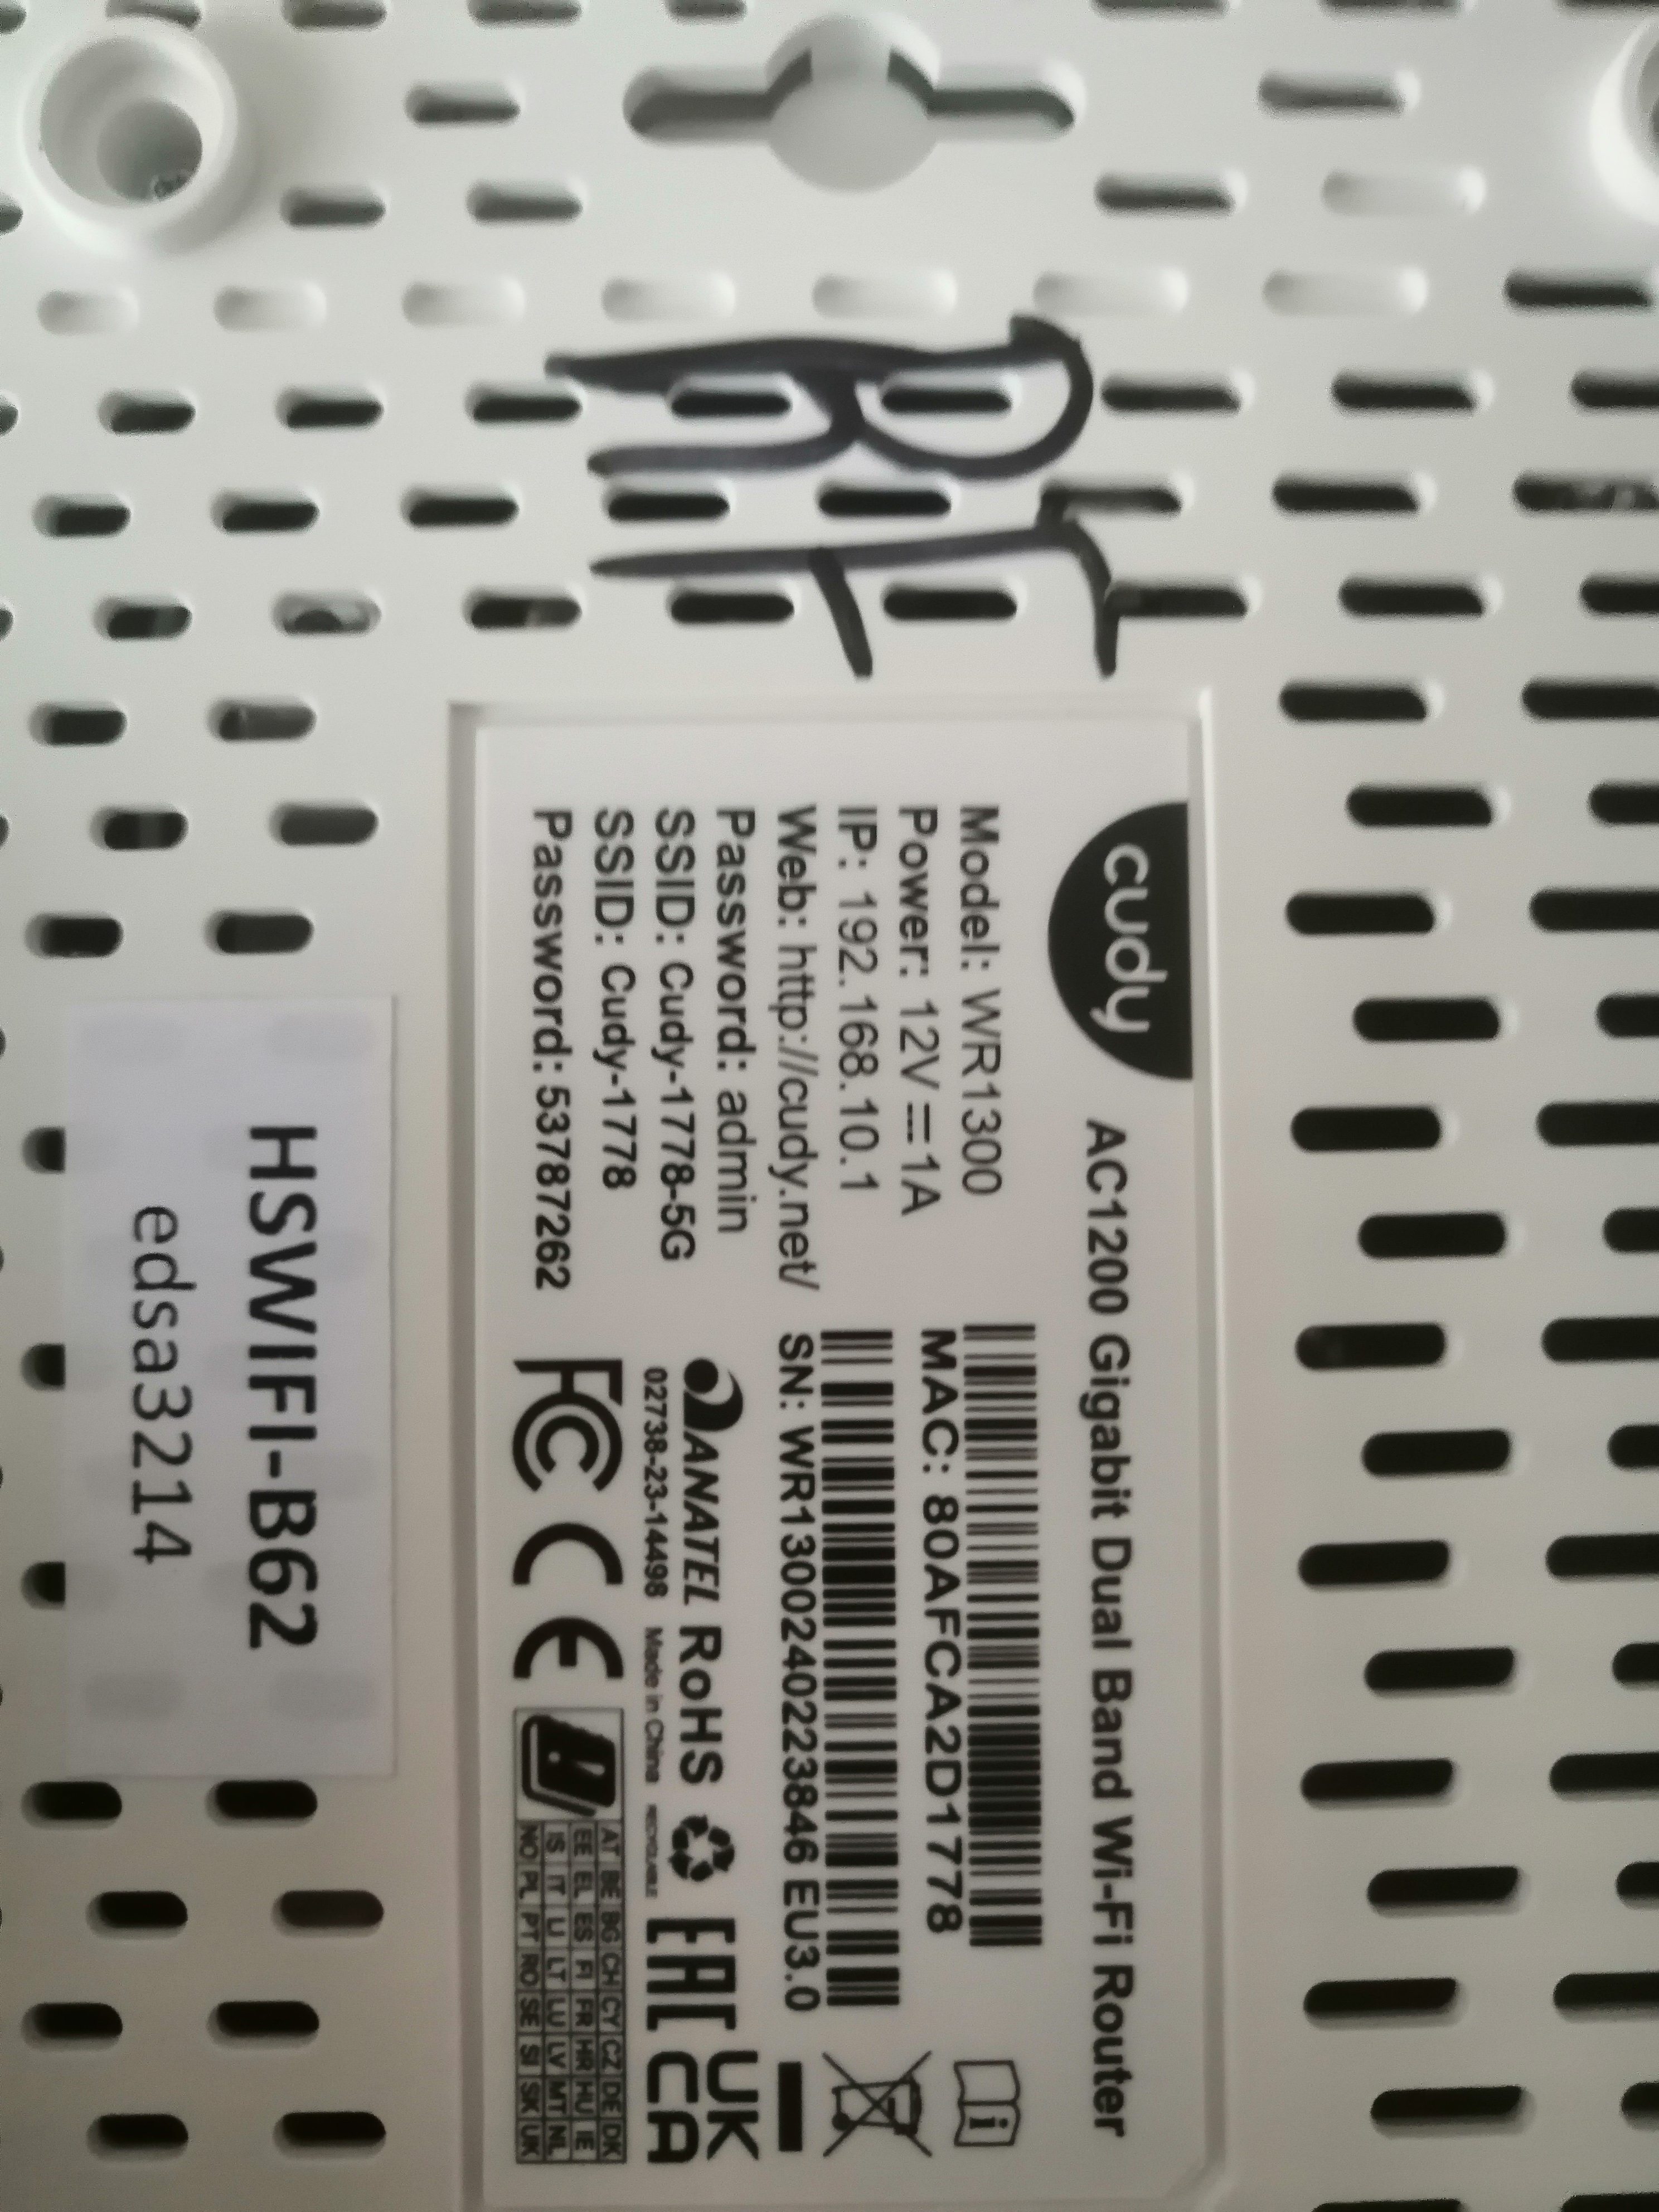 RF
cudy
AC1200 Gigabit Dual Band Wi-Fi Router
Model: WR1300
Power: 12V⎓1A
IP: 192.168.10.1
Web: http://cudy.net/
Password: admin
SSID: Cudy-1778-5G
SSID: Cudy-1778
Password: 53787262
MAC: 80AFCA2D1778
SN: WR1300240223846 EU3.0
ANATEL RoHS
02738-23-14498 Made in China RECYCLABLE
FC CE
EAC
UK
CA
AT BE BG CH CY CZ DE DK
EE EL ES FI FR HR HU IE
IS IT LI LT LU LV MT NL
NO PL PT RO SE SI SK UK
HSWIFI-B62
edsa3214